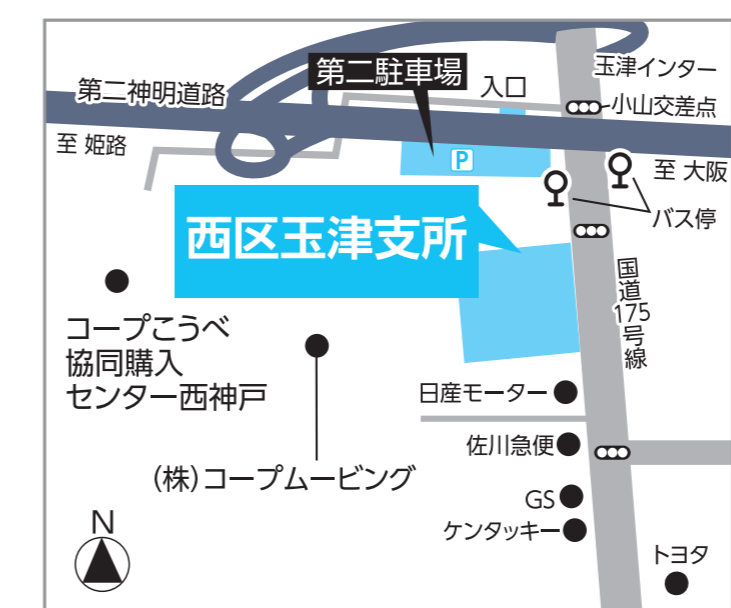 玉津インター
第二駐車場
入口
第二神明道路
小山交差点
至 姫路
P
至 大阪
バス停
西区玉津支所
国道175号線
コープこうべ
協同購入
センター西神戸
日産モーター
佐川急便
(株)コープムービング
GS
ケンタッキー
N
トヨタ